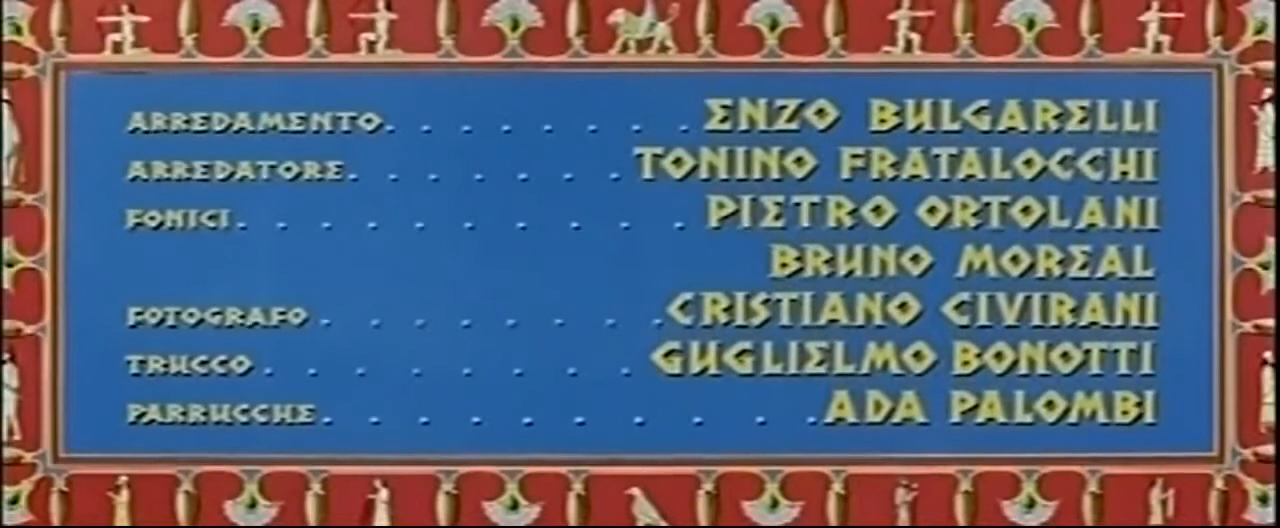 ARREDAMENTO. . . . . . . . . ENZO BULGARELLI
ARREDATORE. . . . . . . TONINO FRATALOCCHI
FONICI. . . . . . . . . . PIETRO ORTOLANI
BRUNO MOREAL
FOTOGRAFO . . . . . . . .CRISTIANO CIVIRANI
TRUCCO . . . . . . . . . GUGLIELMO BONOTTI
PARRUCCHE. . . . . . . . . . .ADA PALOMBI